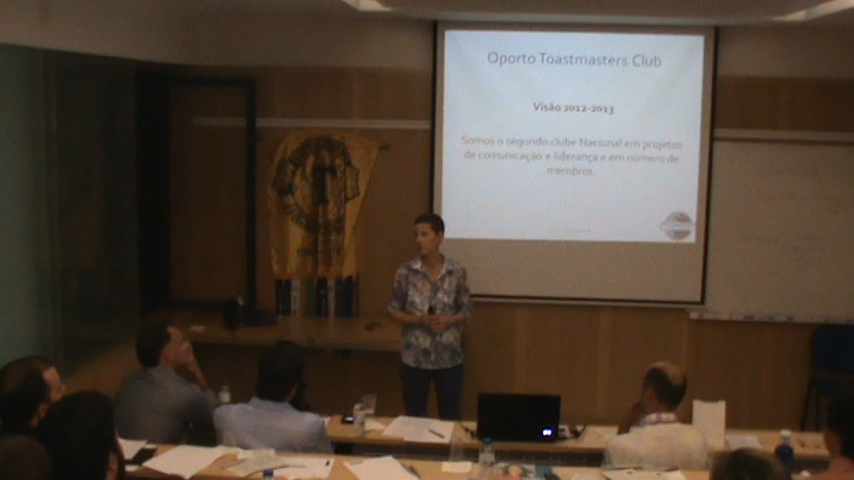 Oporto Toastmasters Club
Visão 2012-2013
Somos o segundo clube Nacional em projetos
de comunicação e liderança e em número de
membros.